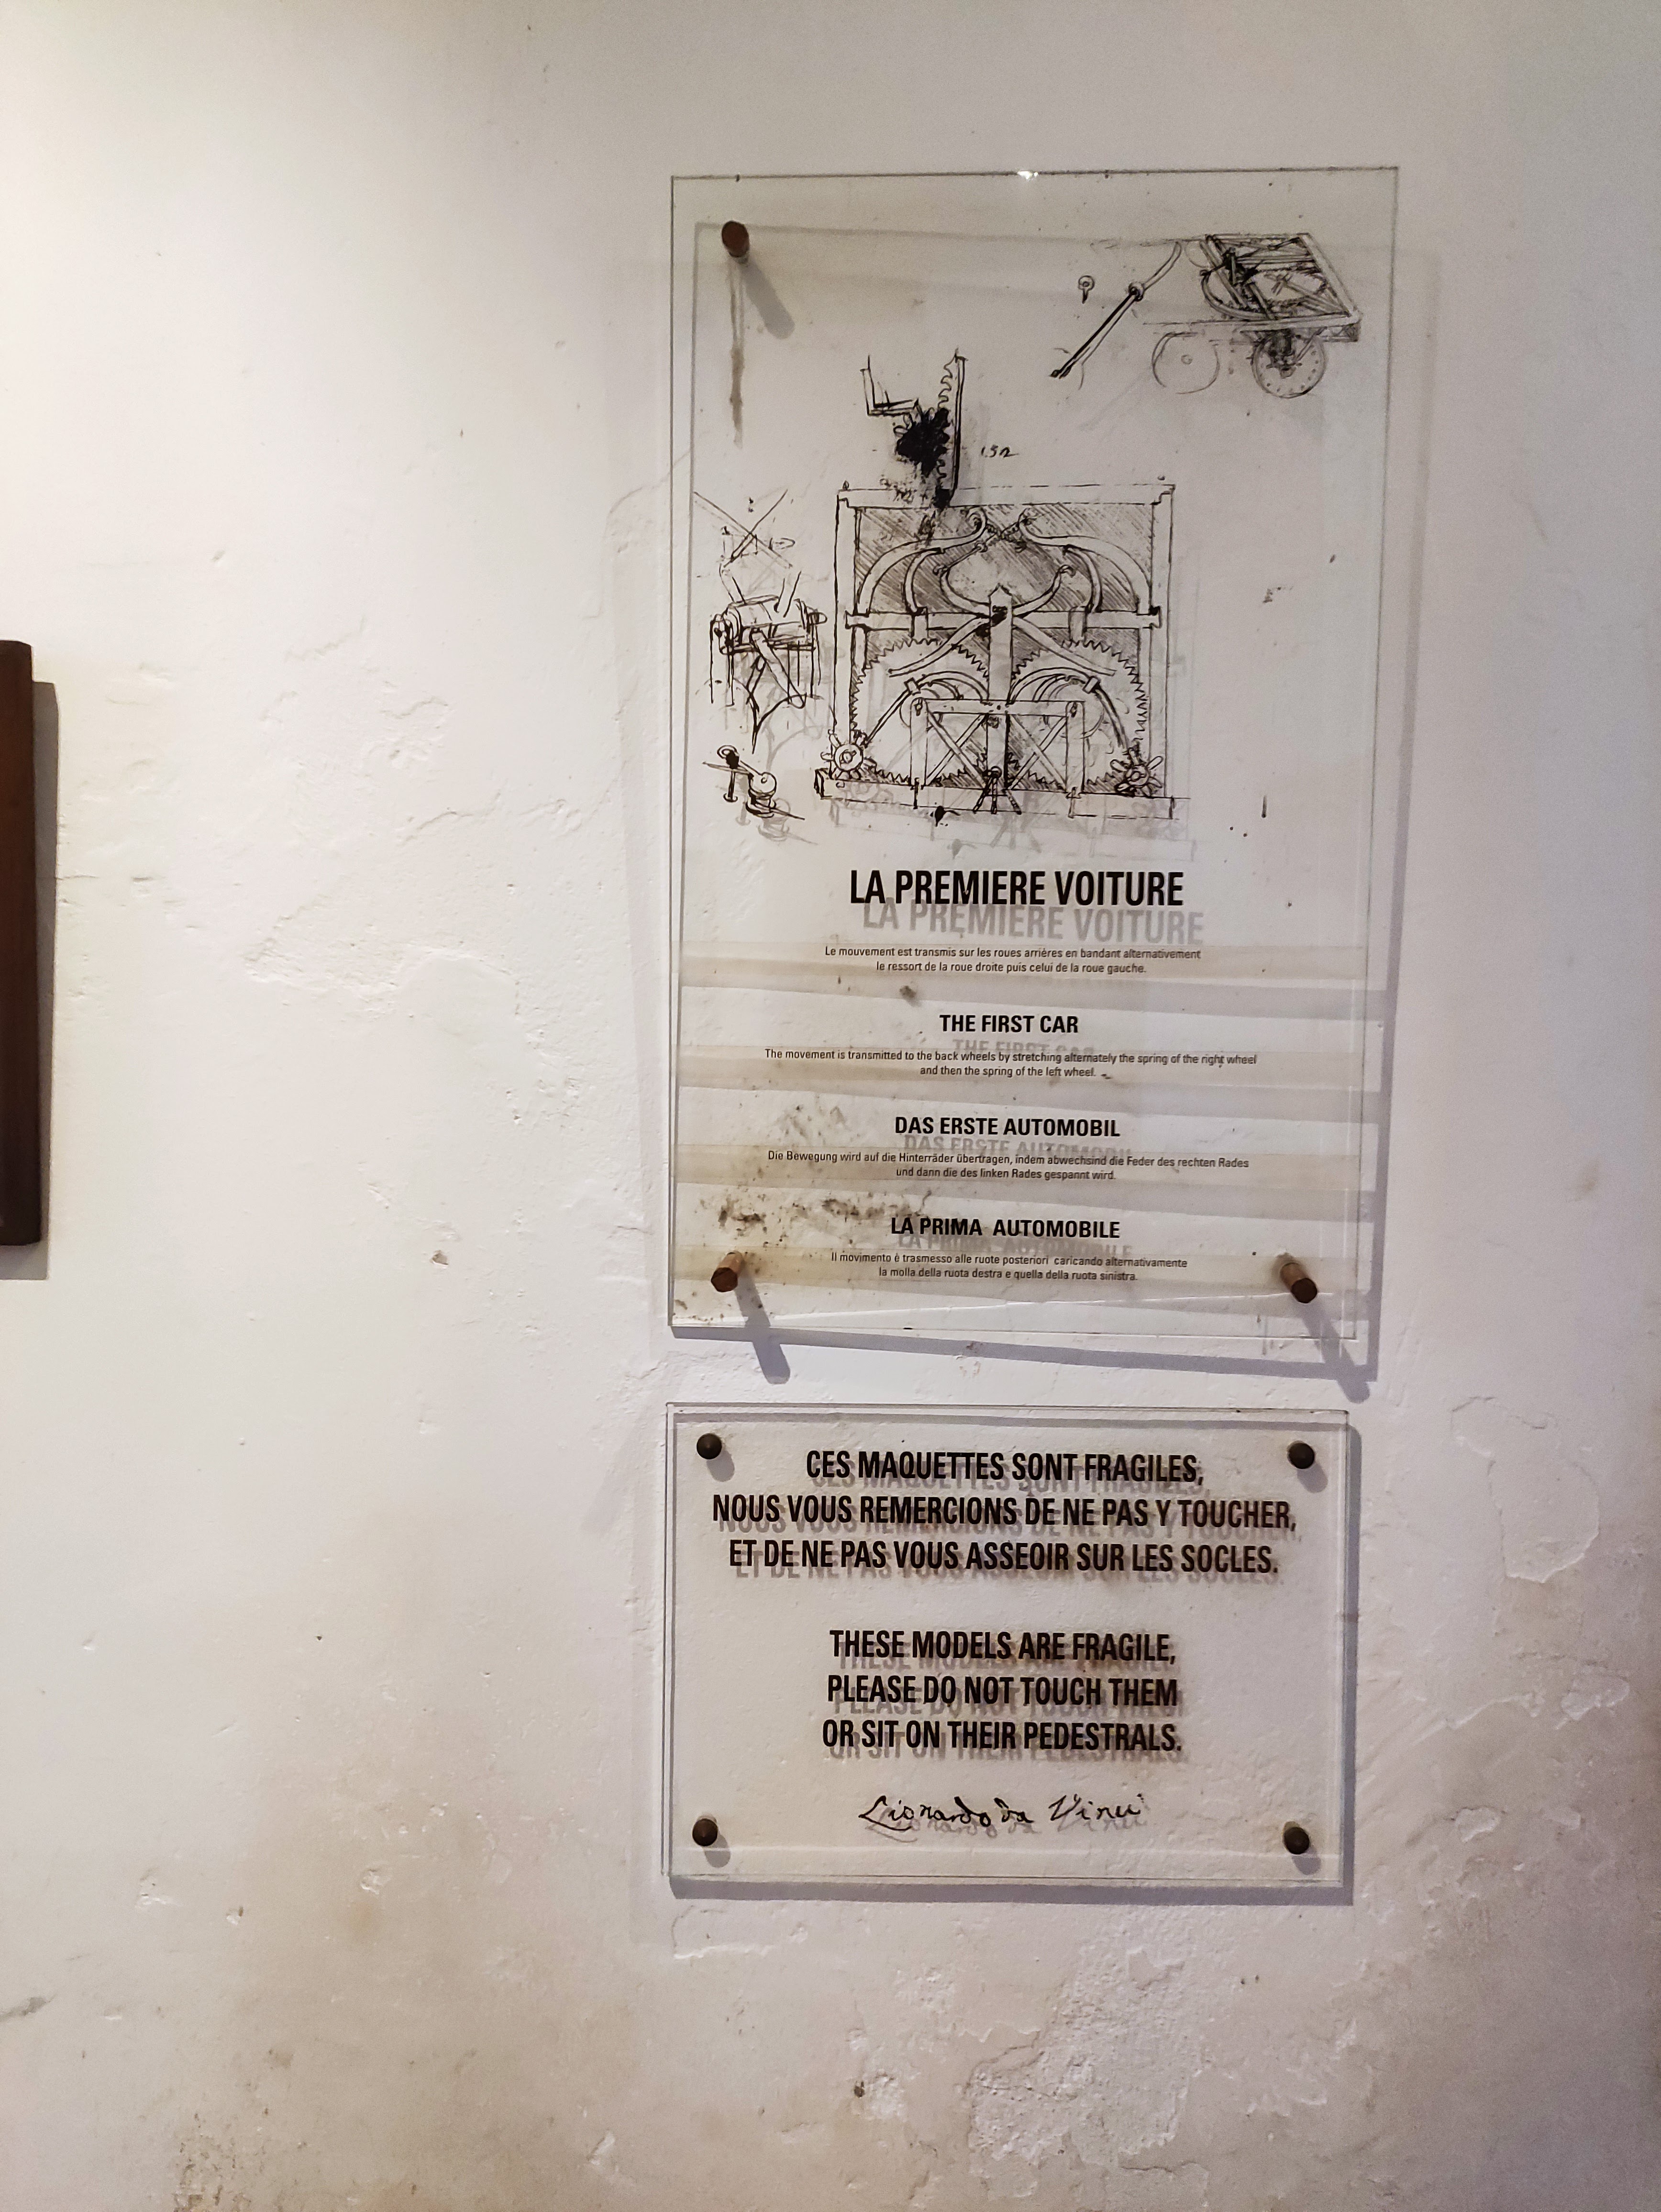 LA PREMIERE VOITURE
Le mouvement est transmis sur les roues arrières en bandant alternativement
le ressort de la roue droite puis celui de la roue gauche.
THE FIRST CAR
The movement is transmitted to the back wheels by stretching alternately the spring of the right wheel
and then the spring of the left wheel.
DAS ERSTE AUTOMOBIL
Die Bewegung wird auf die Hinterräder übertragen, indem abwechslnd die Feder des rechten Rades
und dann die des linken Rades gespannt wird.
LA PRIMA AUTOMOBILE
Il movimento è trasmesso alle ruote posteriori caricando alternativamente
la molla della ruota destra e quella della ruota sinistra.
CES MAQUETTES SONT FRAGILES,
NOUS VOUS REMERCIONS DE NE PAS Y TOUCHER,
ET DE NE PAS VOUS ASSEOIR SUR LES SOCLES.
THESE MODELS ARE FRAGILE,
PLEASE DO NOT TOUCH THEM
OR SIT ON THEIR PEDESTRALS.
Lionardo da Vinci